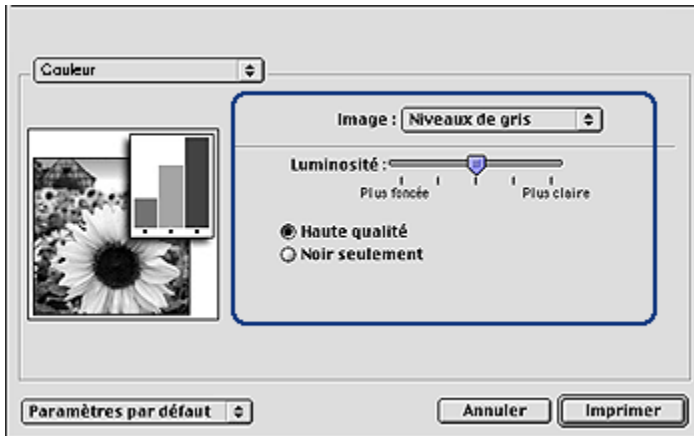 Couleur
Image : Niveaux de gris
Luminosité :
Plus foncée Plus claire
Haute qualité
Noir seulement
Paramètres par défaut Annuler Imprimer